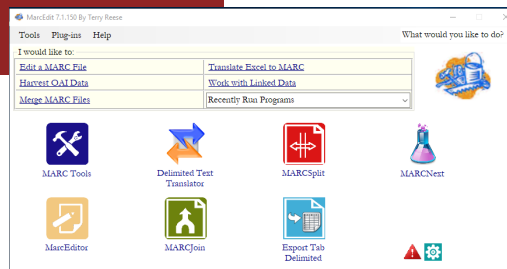 MarcEdit 7.1.150 By Terry Reese
Tools Plug-ins Help What would you like to do?
I would like to:
Edit a MARC File Translate Excel to MARC
Harvest OAI Data Work with Linked Data
Merge MARC Files Recently Run Programs
MARC Tools Delimited Text Translator MARCSplit MARCNext
MarcEditor MARCJoin Export Tab Delimited